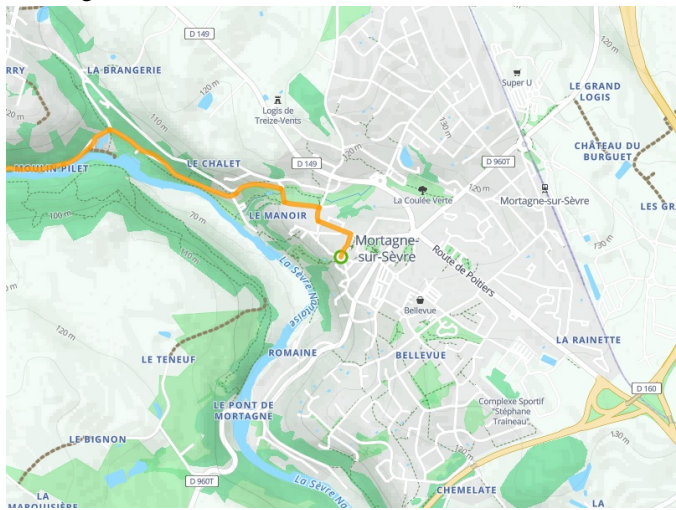 D 149
LA BRANGERIE
RRY
120 m
120 m
Super U
LE GRAND
LOGIS
Logis de
Treize-Vents
110 m
130 m
CHÂTEAU DU
BURGUET
MOULIN PILET
LE CHALET
D 149
120 m
D 960T
La Coulée Verte
Mortagne-sur-Sèvre
LES GRA
100 m
70 m
LE MANOIR
110 m
Mortagne-
sur-Sèvre
Route de Poitiers
130 m
La Sèvre Nantaise
120 m
Bellevue
LE TENEUF
ROMAINE
BELLEVUE
LA RAINETTE
D 160
LE PONT DE
MORTAGNE
Complexe Sportif
"Stéphane
Traineau"
LE BIGNON
120 m
130 m
D 960T
La Sèvre Na
CHEMELATE
LA
MAROUISIÈRE
LA